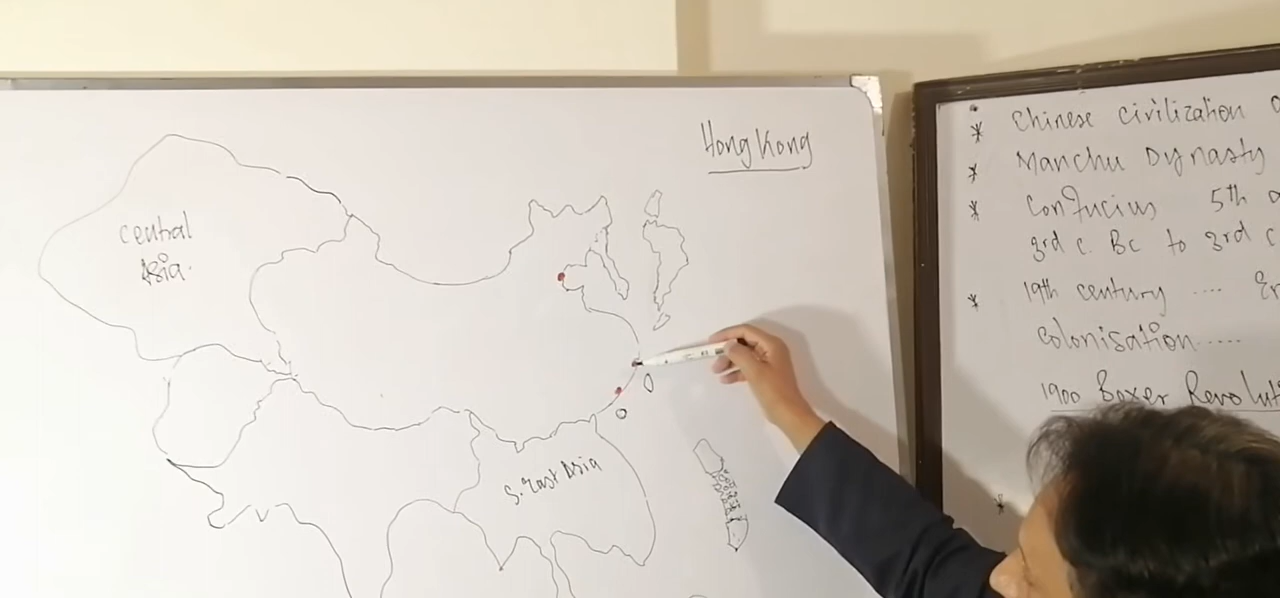 Hong Kong
Central
Asia.
S. East Asia
* Chinese civilization
* Manchu Dynasty
* Confucius 5th
3rd c. BC to 3rd c
* 19th century ....
colonisation.....
1900 Boxer Revoluti
*